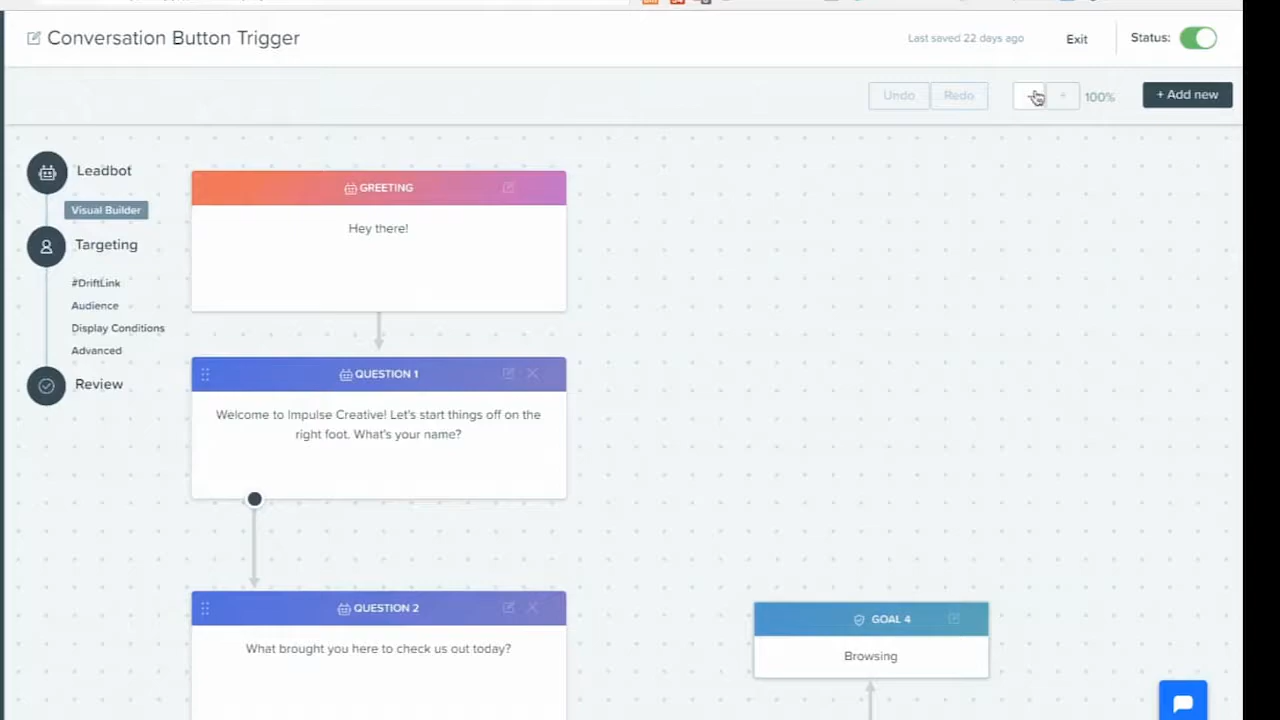 Conversation Button Trigger
Last saved 22 days ago
Exit
Status:
Undo
Redo
+
100%
+ Add new
Leadbot
Visual Builder
Targeting
#DriftLink
Audience
Display Conditions
Advanced
Review
GREETING
Hey there!
QUESTION 1
Welcome to Impulse Creative! Let's start things off on the
right foot. What's your name?
QUESTION 2
What brought you here to check us out today?
GOAL 4
Browsing